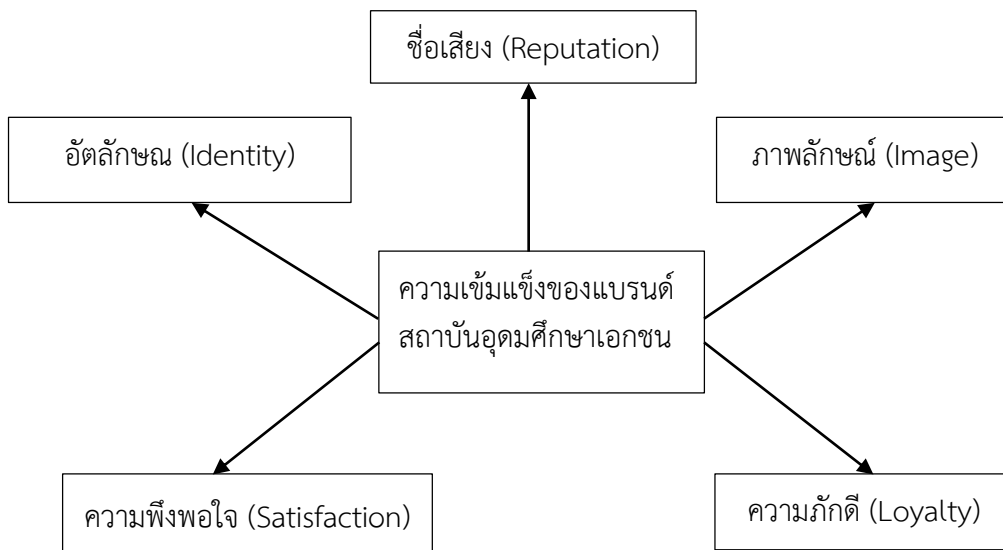 ชื่อเสียง (Reputation)
อัตลักษณ (Identity)
ภาพลักษณ์ (Image)
ความเข้มแข็งของแบรนด์
สถาบันอุดมศึกษาเอกชน
ความพึงพอใจ (Satisfaction)
ความภักดี (Loyalty)